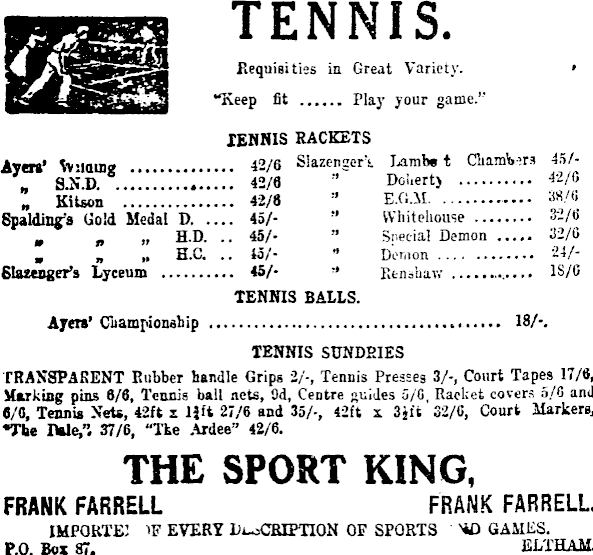 TENNIS.
Requisities in Great Variety.
"Keep fit ...... Play your game."
TENNIS RACKETS
Ayers' Wilding .............. 42/6
„ S.N.D. .............. 42/6
„ Kitson .............. 42/6
Spalding's Gold Medal D. .... 45/-
„ „ „ H.D. .. 45/-
„ „ „ H.C. .. 45/-
Slazenger's Lyceum .......... 45/-
Slazenger's Lambert Chambers 45/-
" Doherty .......... 42/6
" E.G.M. .......... 38/6
" Whitehouse ........ 32/6
" Special Demon ..... 32/6
" Demon .... ......... 24/-
" Renshaw ............ 18/6
TENNIS BALLS.
Ayers' Championship ...................................... 18/-.
TENNIS SUNDRIES
TRANSPARENT Rubber handle Grips 2/-, Tennis Presses 3/-, Court Tapes 17/6,
Marking pins 6/6, Tennis ball nets, 9d, Centre guides 5/6, Racket covers 5/6 and
6/6, Tennis Nets, 42ft x 1½ft 27/6 and 35/-, 42ft x 3½ft 32/6, Court Markers,
"The Dale," 37/6, "The Ardee" 42/6.
THE SPORT KING,
FRANK FARRELL FRANK FARRELL.
OF EVERY DESCRIPTION OF SPORTS AND GAMES.
P.O. Box 87. ELTHAM.